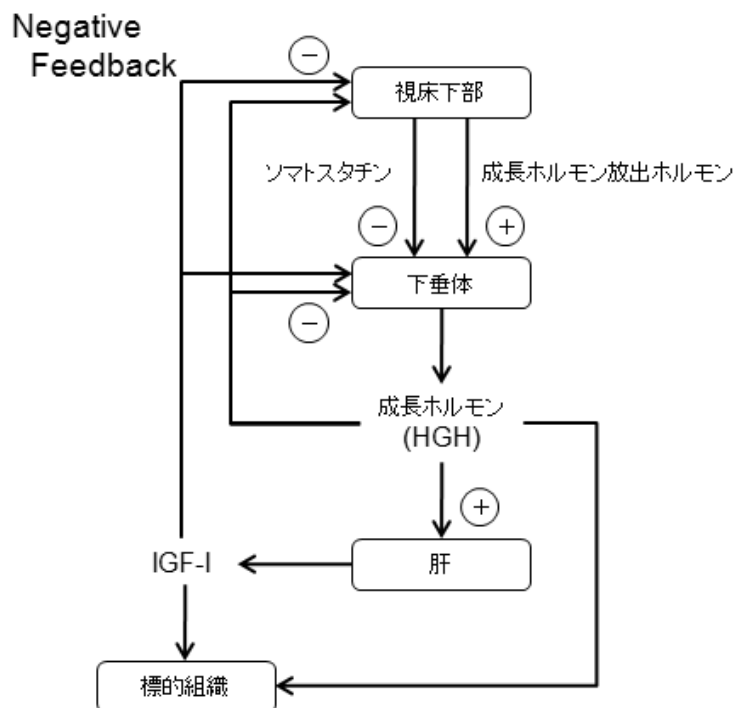 Negative
Feedback
−
視床下部
ソマトスタチン
成長ホルモン放出ホルモン
−
+
下垂体
−
成長ホルモン
(HGH)
+
IGF-I
肝
標的組織